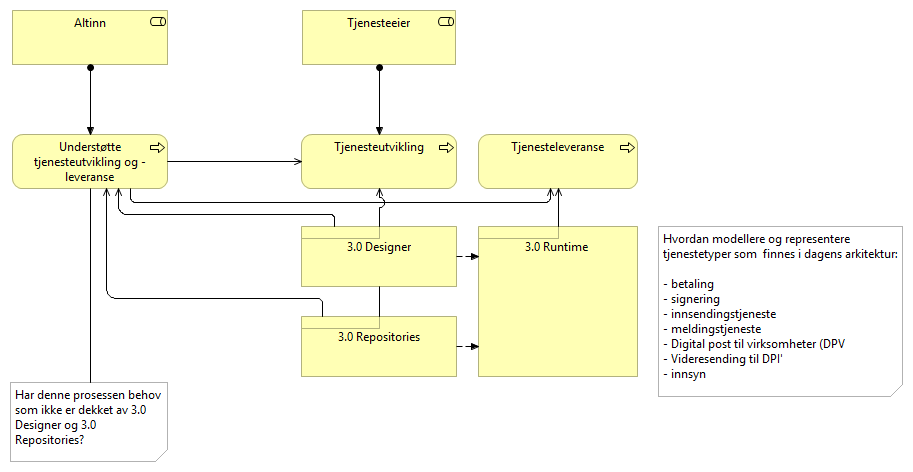 Altinn
Tjenesteeier
Understøtte
tjenesteutvikling og -
leveranse
Tjenesteutvikling
Tjenesteleveranse
3.0 Designer
3.0 Runtime
3.0 Repositories
Hvordan modellere og representere
tjenestetyper som  finnes i dagens arkitektur:
- betaling
- signering
- innsendingstjeneste
- meldingstjeneste
- Digital post til virksomheter (DPV
- Videresending til DPI'
- innsyn
Har denne prosessen behov
som ikke er dekket av 3.0
Designer og 3.0
Repositories?